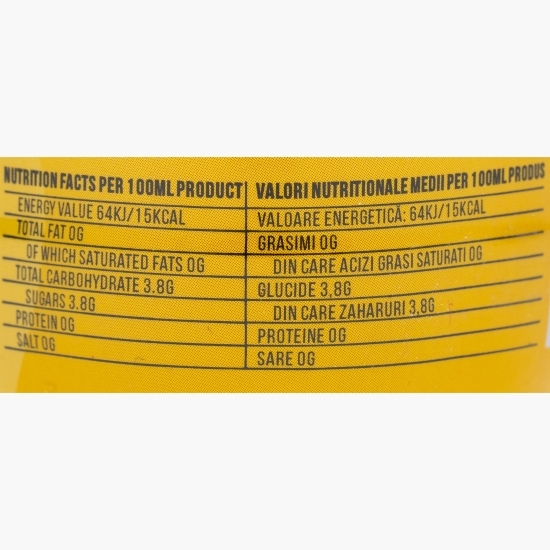 NUTRITION FACTS PER 100ML PRODUCT
ENERGY VALUE 64KJ/15KCAL
TOTAL FAT 0G
OF WHICH SATURATED FATS 0G
TOTAL CARBOHYDRATE 3.8G
SUGARS 3.8G
PROTEIN 0G
SALT 0G
VALORI NUTRITIONALE MEDII PER 100ML PRODUS
VALOARE ENERGETICĂ: 64KJ/15KCAL
GRASIMI 0G
DIN CARE ACIZI GRASI SATURATI 0G
GLUCIDE 3,8G
DIN CARE ZAHARURI 3,8G
PROTEINE 0G
SARE 0G